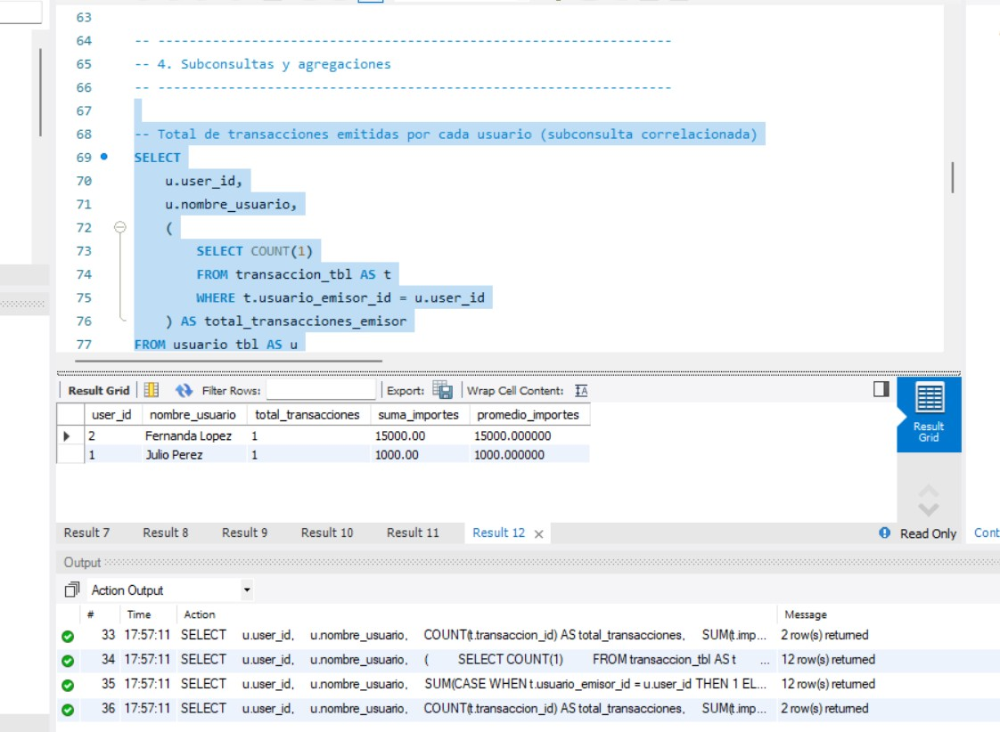 63
64 -- ------------------------------------------------------------------
65 -- 4. Subconsultas y agregaciones
66 -- ------------------------------------------------------------------
67
68 -- Total de transacciones emitidas por cada usuario (subconsulta correlacionada)
69 SELECT
70 u.user_id,
71 u.nombre_usuario,
72 (
73 SELECT COUNT(1)
74 FROM transaccion_tbl AS t
75 WHERE t.usuario_emisor_id = u.user_id
76 ) AS total_transacciones_emisor
77 FROM usuario_tbl AS u
Result Grid Filter Rows: Export: Wrap Cell Content: IA
user_id nombre_usuario total_transacciones suma_importes promedio_importes
2 Fernanda Lopez 1 15000.00 15000.000000
1 Julio Perez 1 1000.00 1000.000000
Result
Grid
Result 7 Result 8 Result 9 Result 10 Result 11 Result 12 Read Only Cont
Output
Action Output
# Time Action Message
33 17:57:11 SELECT u.user_id, u.nombre_usuario, COUNT(t.transaccion_id) AS total_transacciones, SUM(t.imp... 2 row(s) returned
34 17:57:11 SELECT u.user_id, u.nombre_usuario, ( SELECT COUNT(1) FROM transaccion_tbl AS t ... 12 row(s) returned
35 17:57:11 SELECT u.user_id, u.nombre_usuario, SUM(CASE WHEN t.usuario_emisor_id = u.user_id THEN 1 EL... 12 row(s) returned
36 17:57:11 SELECT u.user_id, u.nombre_usuario, COUNT(t.transaccion_id) AS total_transacciones, SUM(t.imp... 2 row(s) returned